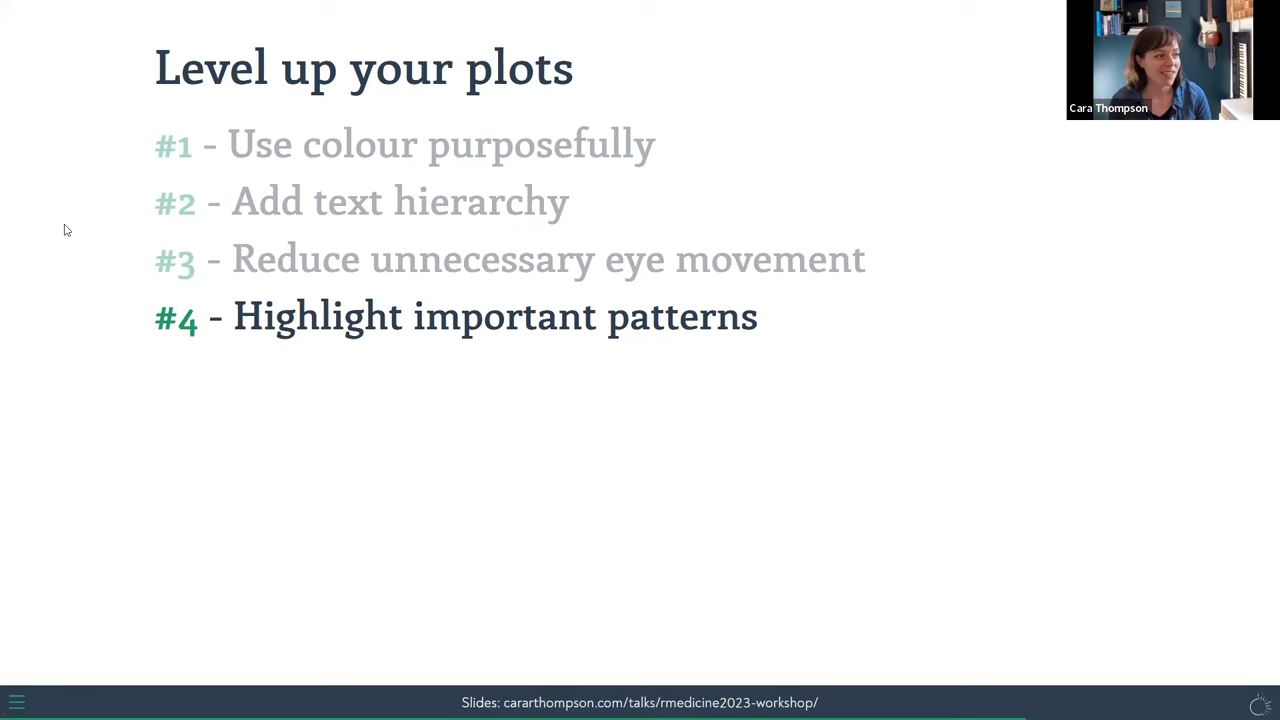 Level up your plots
#1 - Use colour purposefully
#2 - Add text hierarchy
#3 - Reduce unnecessary eye movement
#4 - Highlight important patterns
Cara Thompson
Slides: cararthompson.com/talks/rmedicine2023-workshop/